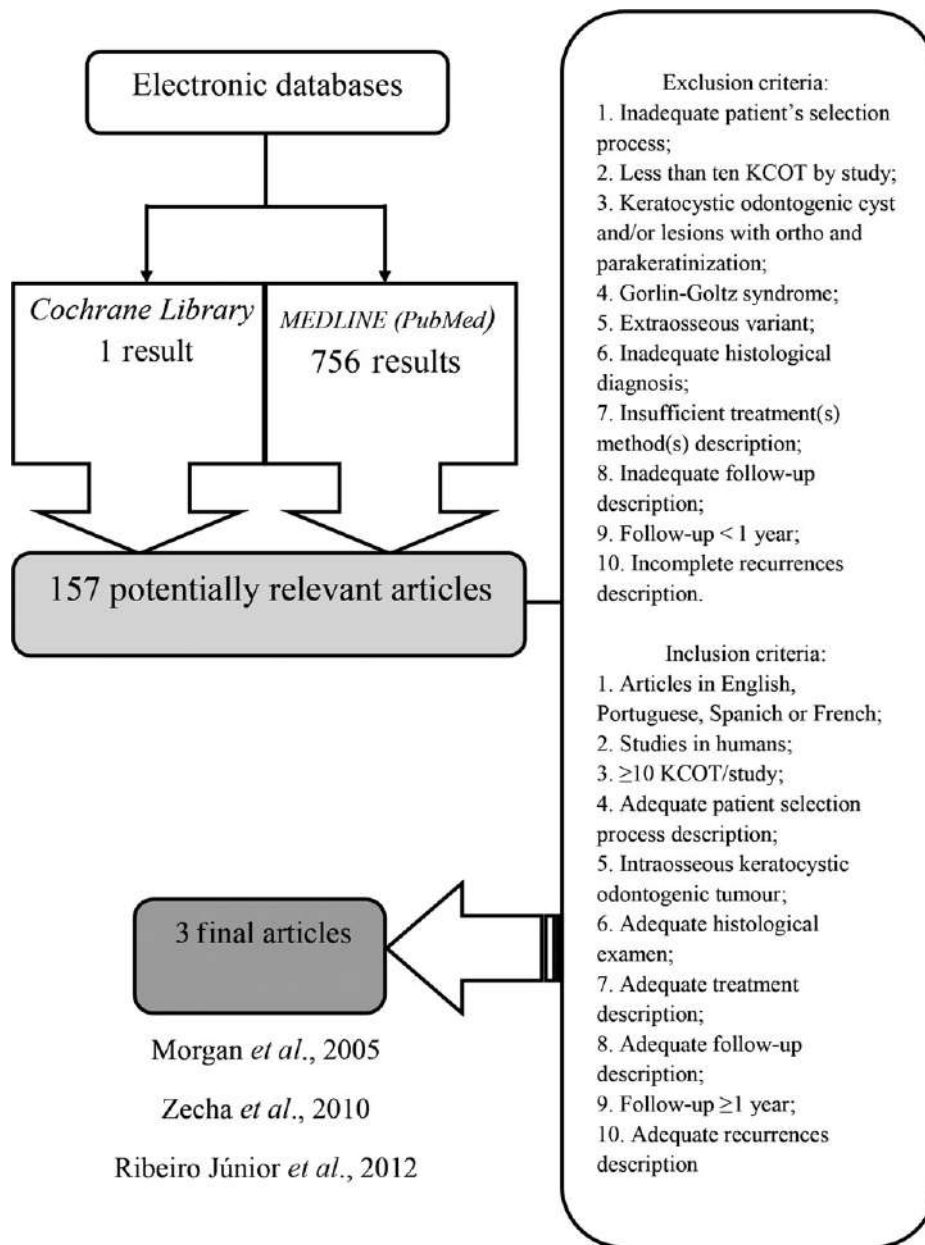 Electronic databases
Cochrane Library
1 result
MEDLINE (PubMed)
756 results
157 potentially relevant articles
3 final articles
Morgan et al., 2005
Zecha et al., 2010
Ribeiro Júnior et al., 2012
Exclusion criteria:
1. Inadequate patient's selection
process;
2. Less than ten KCOT by study;
3. Keratocystic odontogenic cyst
and/or lesions with ortho and
parakeratinization;
4. Gorlin-Goltz syndrome;
5. Extraosseous variant;
6. Inadequate histological
diagnosis;
7. Insufficient treatment(s)
method(s) description;
8. Inadequate follow-up
description;
9. Follow-up < 1 year;
10. Incomplete recurrences
description.
Inclusion criteria:
1. Articles in English,
Portuguese, Spanich or French;
2. Studies in humans;
3. ≥10 KCOT/study;
4. Adequate patient selection
process description;
5. Intraosseous keratocystic
odontogenic tumour;
6. Adequate histological
examen;
7. Adequate treatment
description;
8. Adequate follow-up
description;
9. Follow-up ≥1 year;
10. Adequate recurrences
description